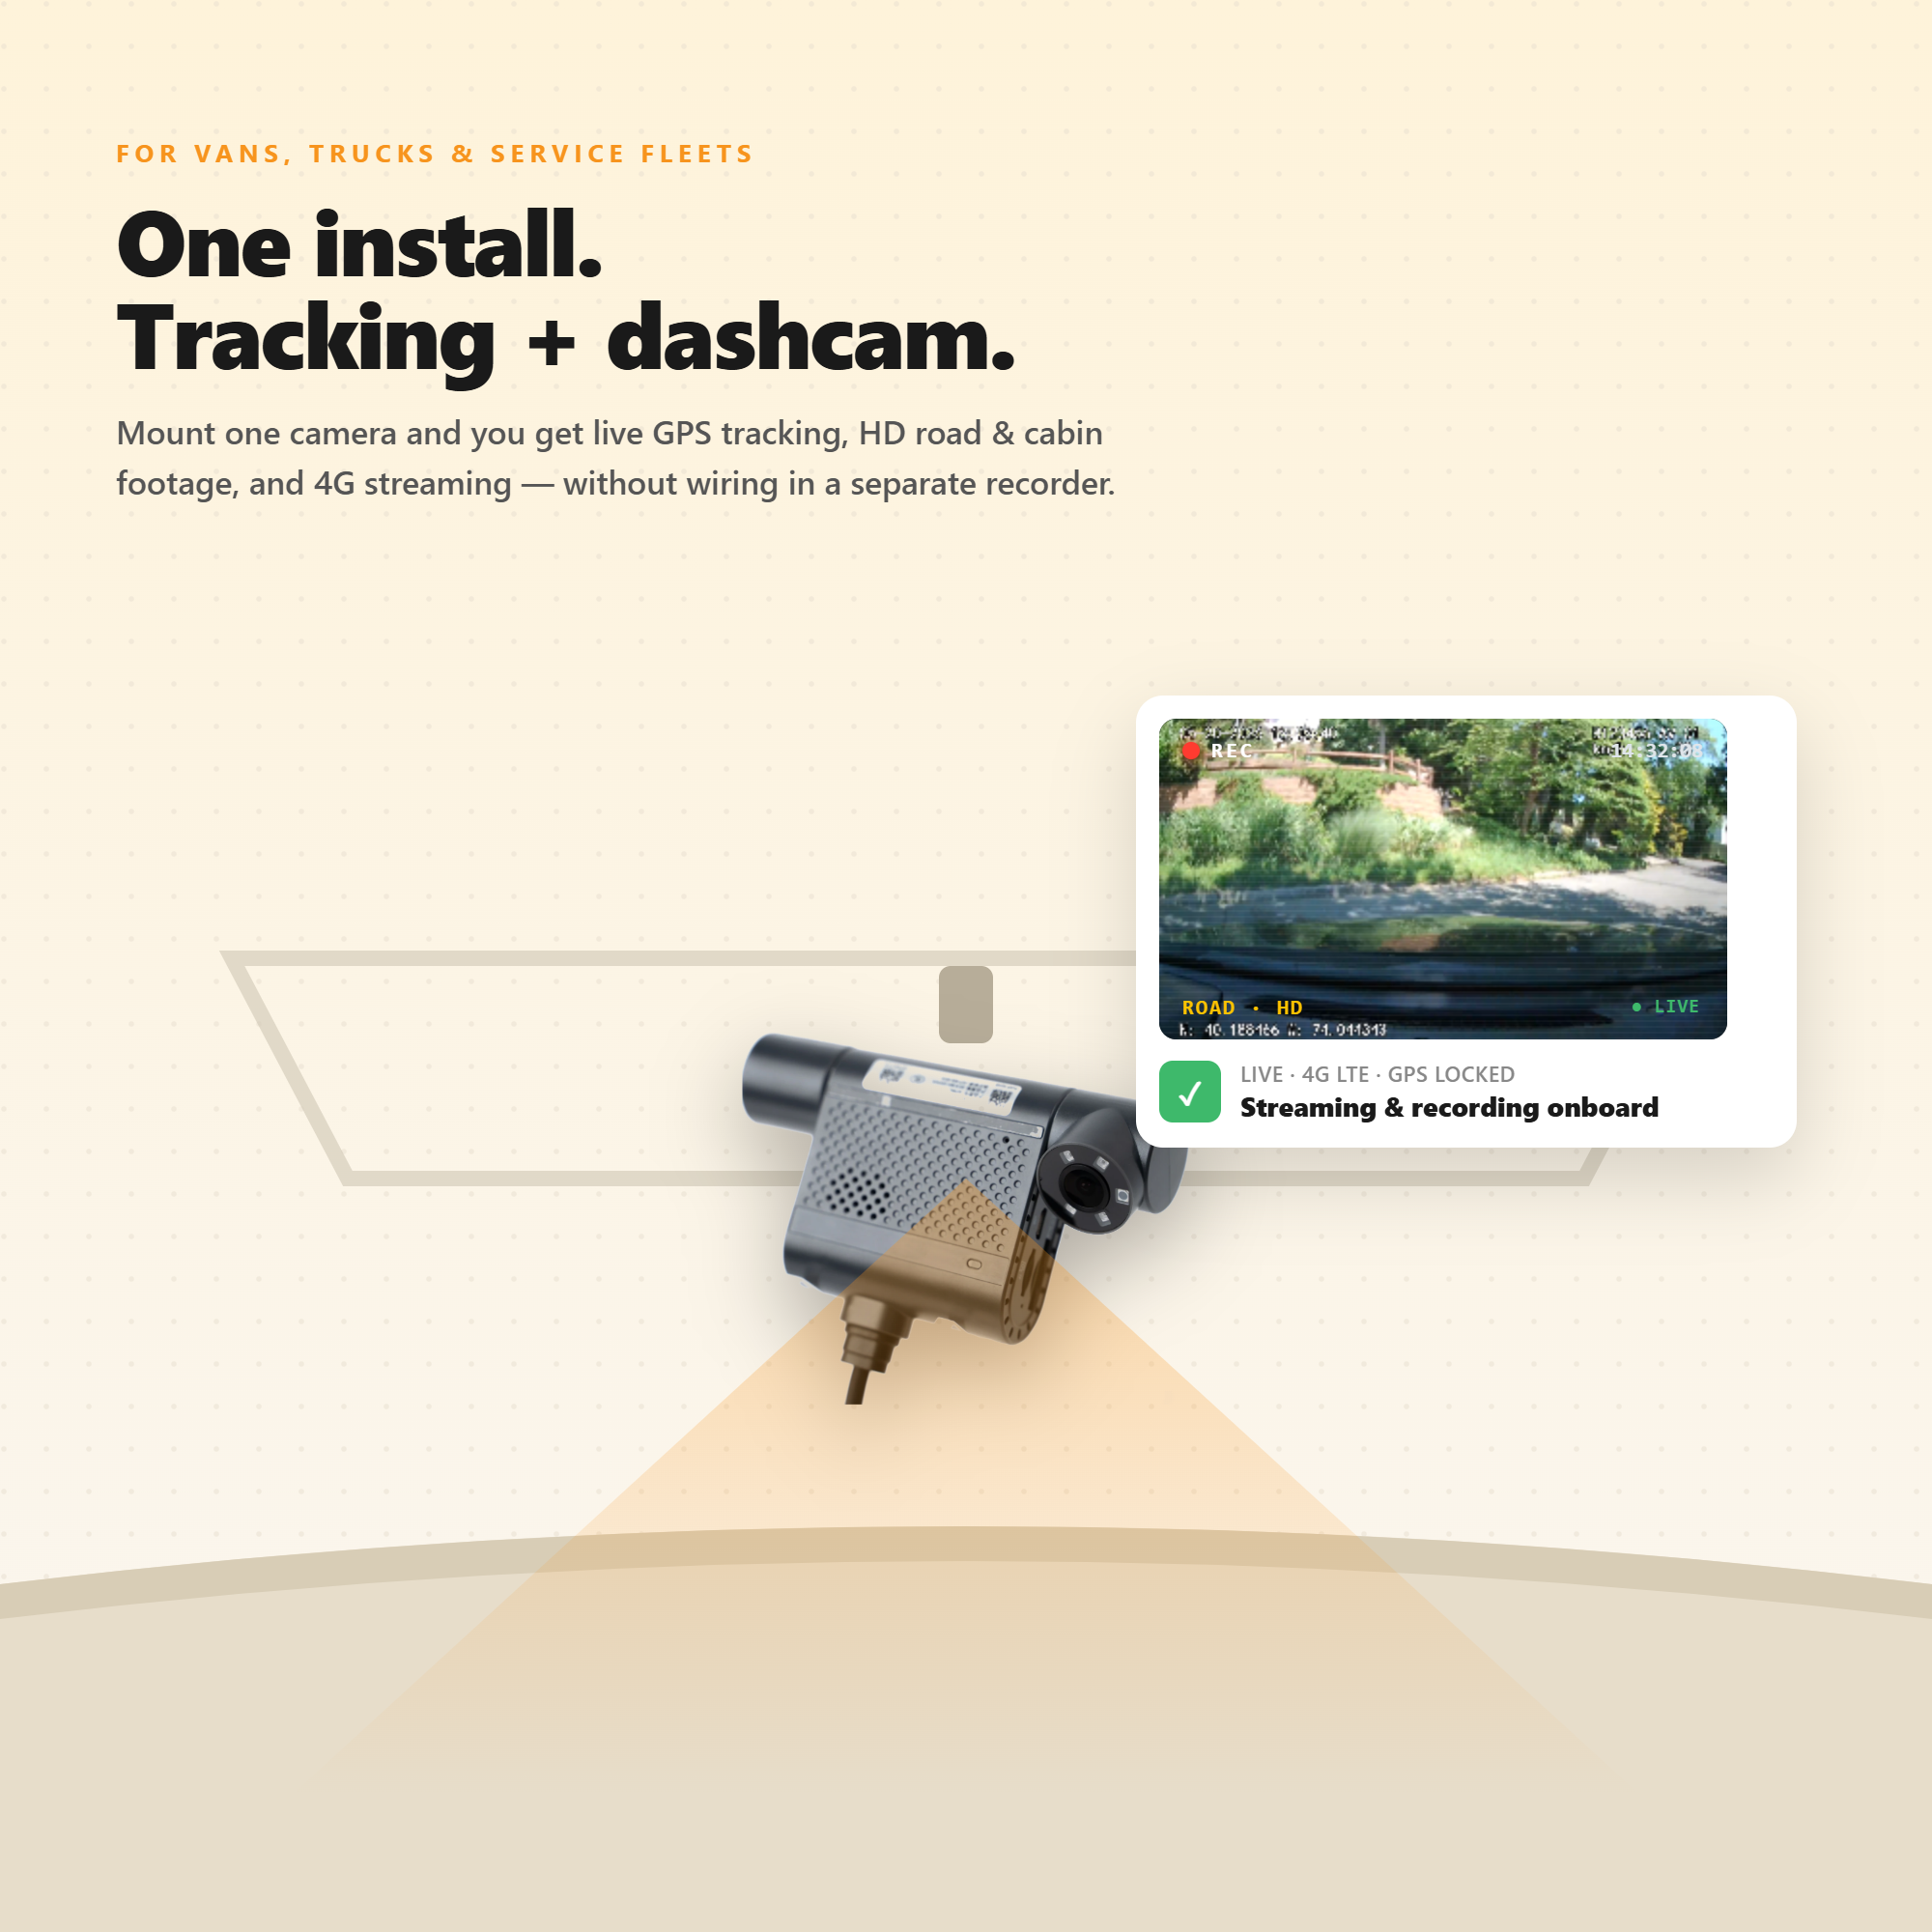 FOR VANS, TRUCKS & SERVICE FLEETS
One install.
Tracking + dashcam.
Mount one camera and you get live GPS tracking, HD road & cabin
footage, and 4G streaming — without wiring in a separate recorder.
REC
14:32:08
ROAD · HD
• LIVE
LIVE · 4G LTE · GPS LOCKED
Streaming & recording onboard